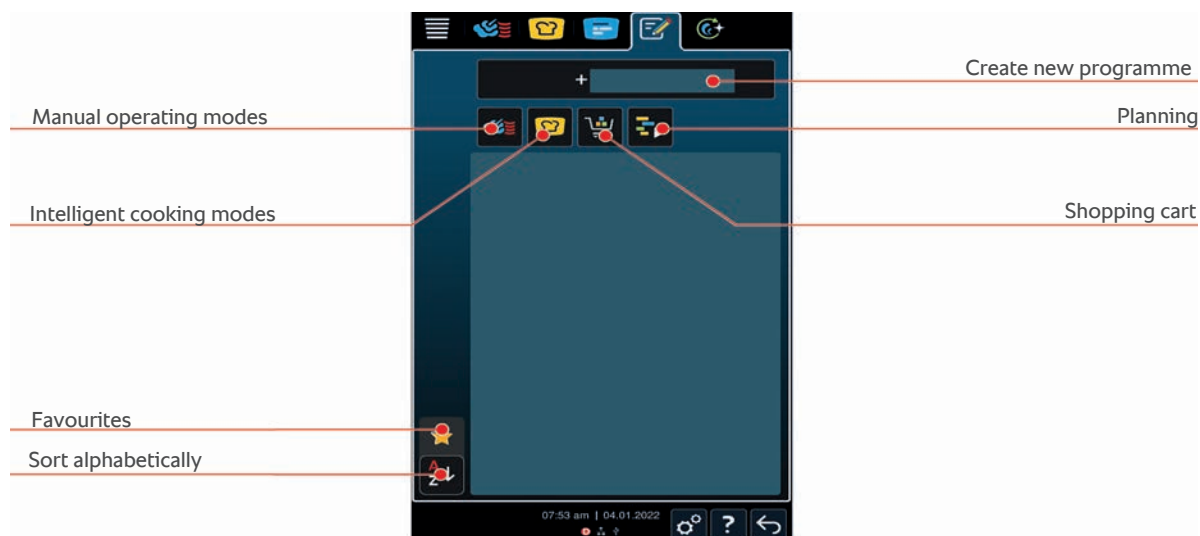 Create new programme
+
Manual operating modes
Planning
Intelligent cooking modes
Shopping cart
Favourites
Sort alphabetically
A
Z
07:53 am | 04.01.2022
?